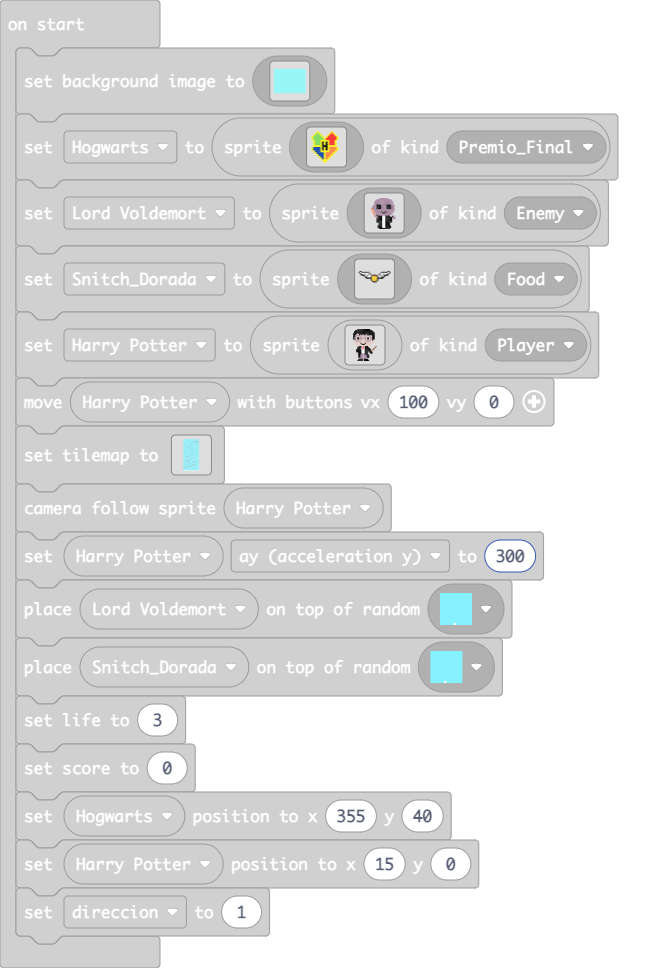 on start
set background image to
set Hogwarts to sprite H of kind Premio_Final
set Lord Voldemort to sprite of kind Enemy
set Snitch_Dorada to sprite of kind Food
set Harry Potter to sprite of kind Player
move Harry Potter with buttons vx 100 vy 0
set tilemap to
camera follow sprite Harry Potter
set Harry Potter ay (acceleration y) to 300
place Lord Voldemort on top of random
place Snitch_Dorada on top of random
set life to 3
set score to 0
set Hogwarts position to x 355 y 40
set Harry Potter position to x 15 y 0
set direccion to 1